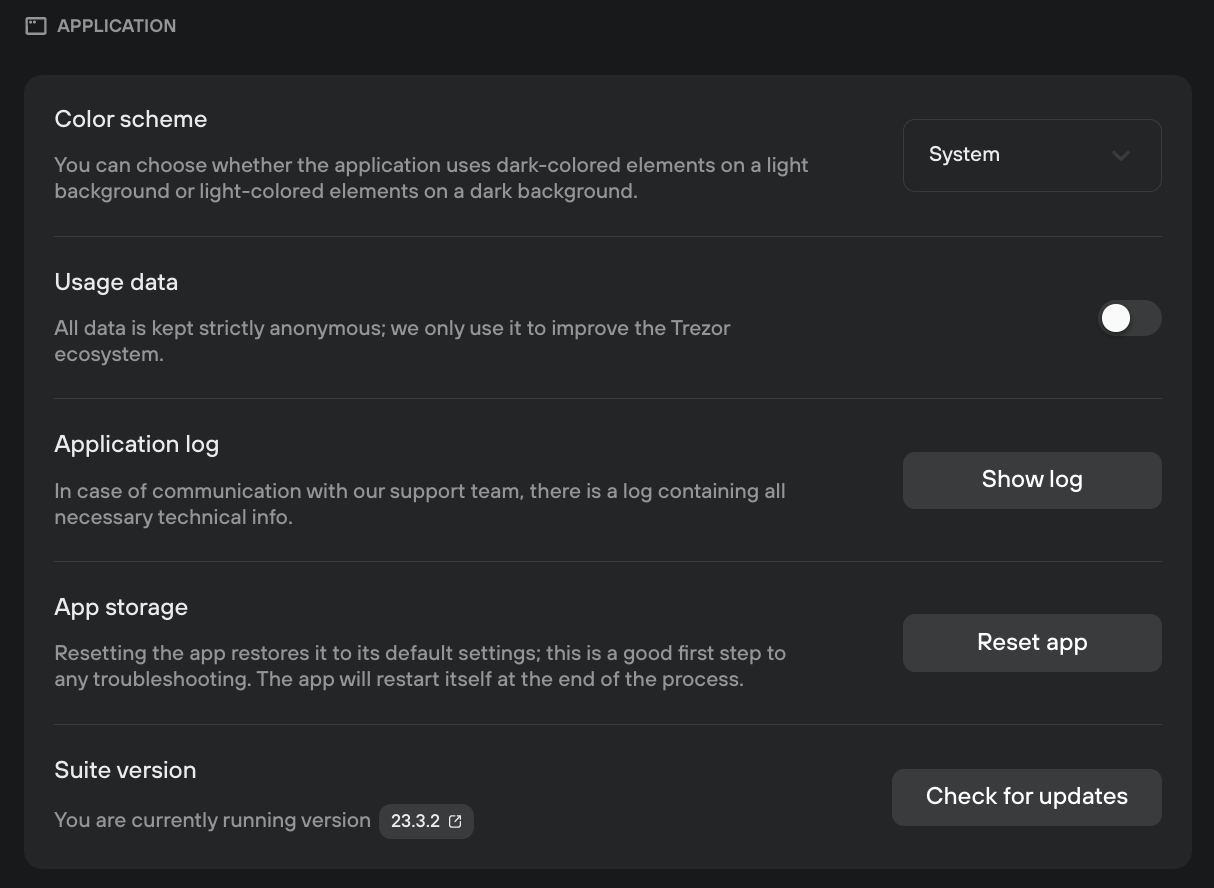 APPLICATION
Color scheme
You can choose whether the application uses dark-colored elements on a light
background or light-colored elements on a dark background.
System
Usage data
All data is kept strictly anonymous; we only use it to improve the Trezor
ecosystem.
Application log
In case of communication with our support team, there is a log containing all
necessary technical info.
Show log
App storage
Resetting the app restores it to its default settings; this is a good first step to
any troubleshooting. The app will restart itself at the end of the process.
Reset app
Suite version
You are currently running version 23.3.2
Check for updates